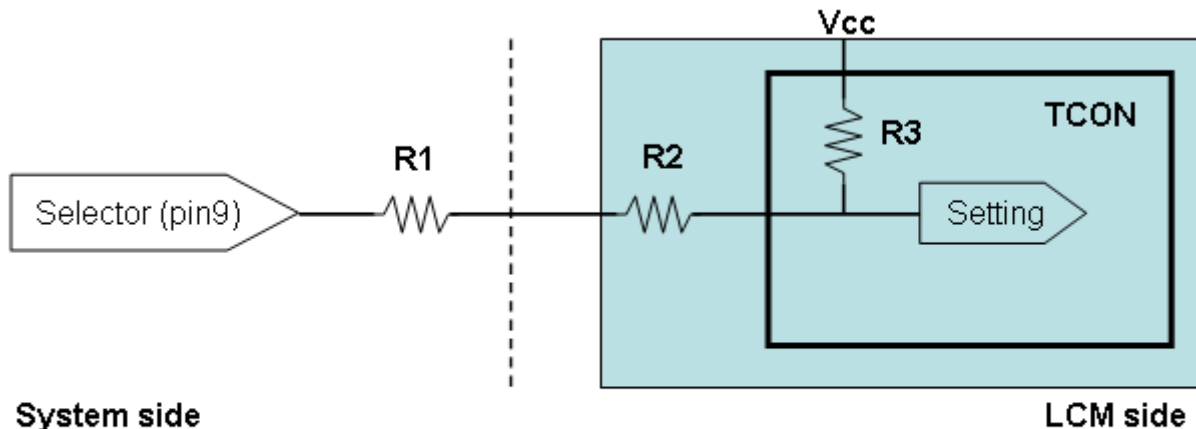 Vcc
TCON
R3
R1
R2
Selector (pin9)
Setting
System side
LCM side